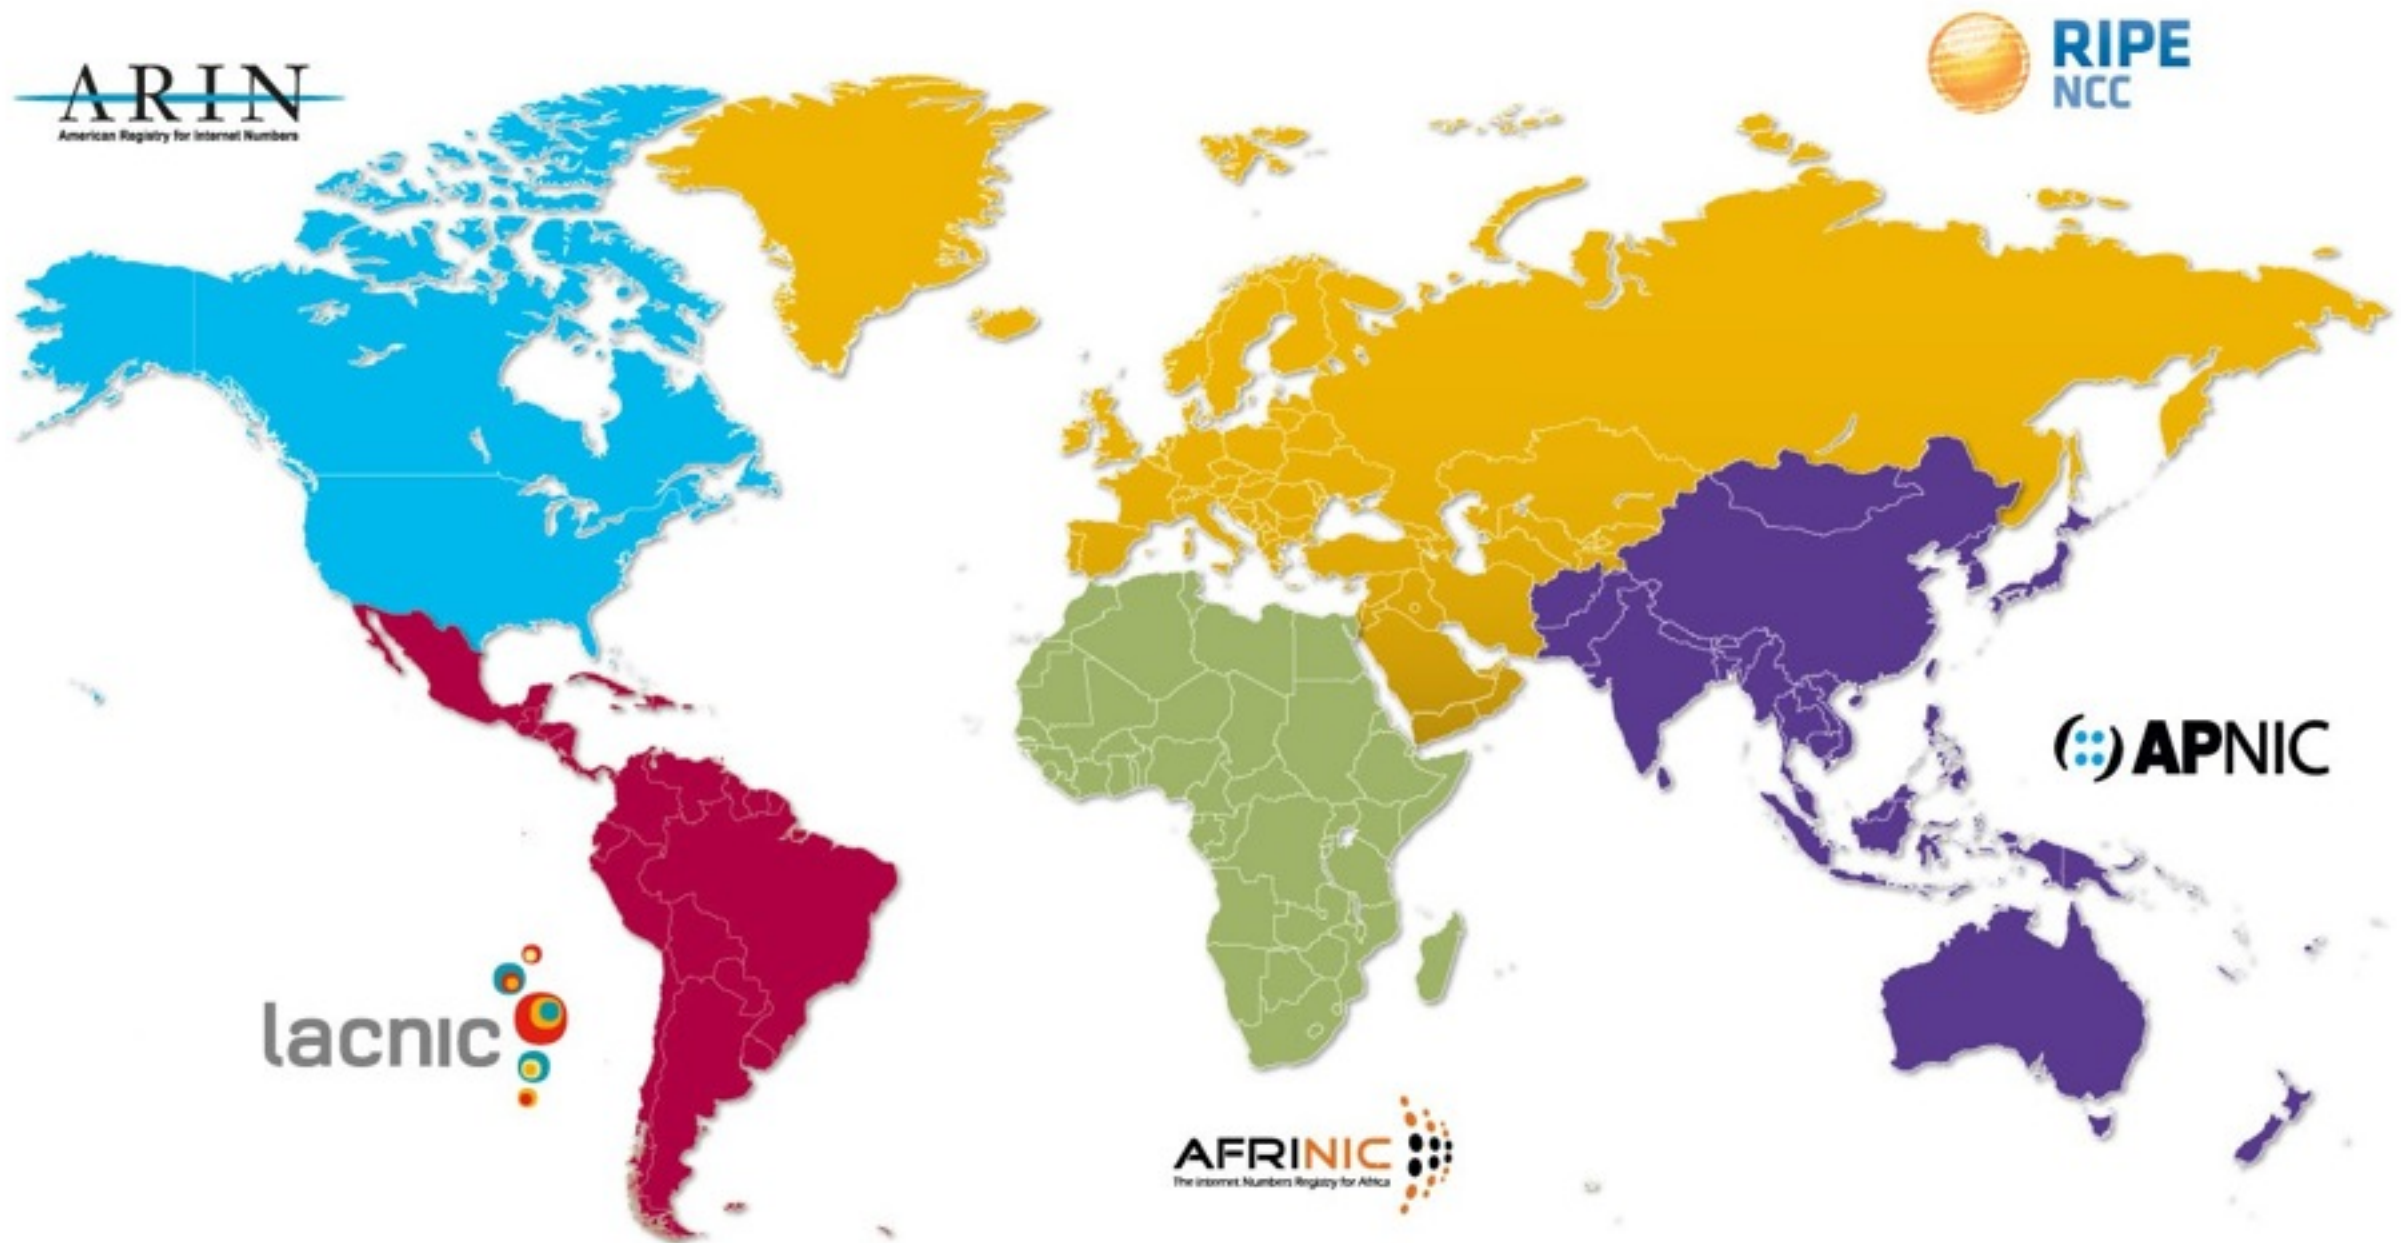 ARIN
American Registry for Internet Numbers
RIPE
NCC
APNIC
lacnic
AFRINIC
The Internet Numbers Registry for Africa